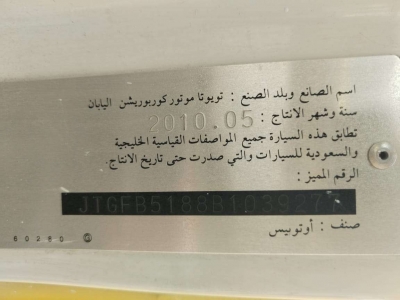 اسم الصانع وبلد الصنع : تويوتا موتور كوربوريشن اليابان
سنة وشهر الانتاج : 2010.05
تطابق هذه السيارة جميع المواصفات القياسية الخليجية
والسعودية للسيارات والتي صدرت حتى تاريخ الانتاج.
الرقم المميز :
صنف : أوتوبيس
60280